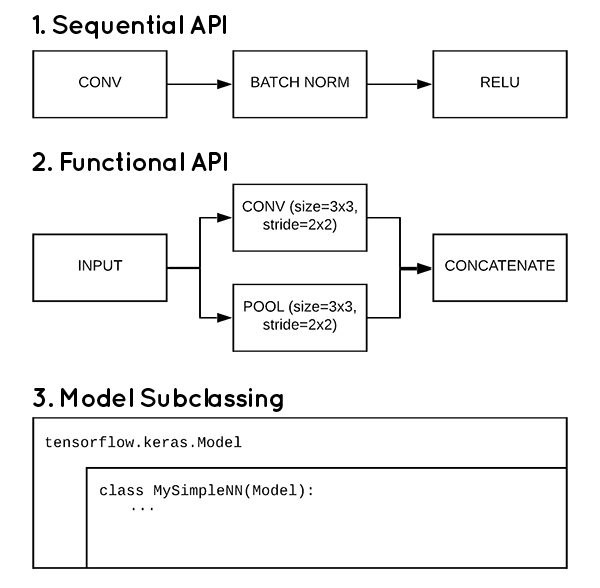 1. Sequential API
CONV
BATCH NORM
RELU
2. Functional API
INPUT
CONV (size=3x3,
stride=2x2)
POOL (size=3x3,
stride=2x2)
CONCATENATE
3. Model Subclassing
tensorflow.keras.Model
class MySimpleNN(Model):
...